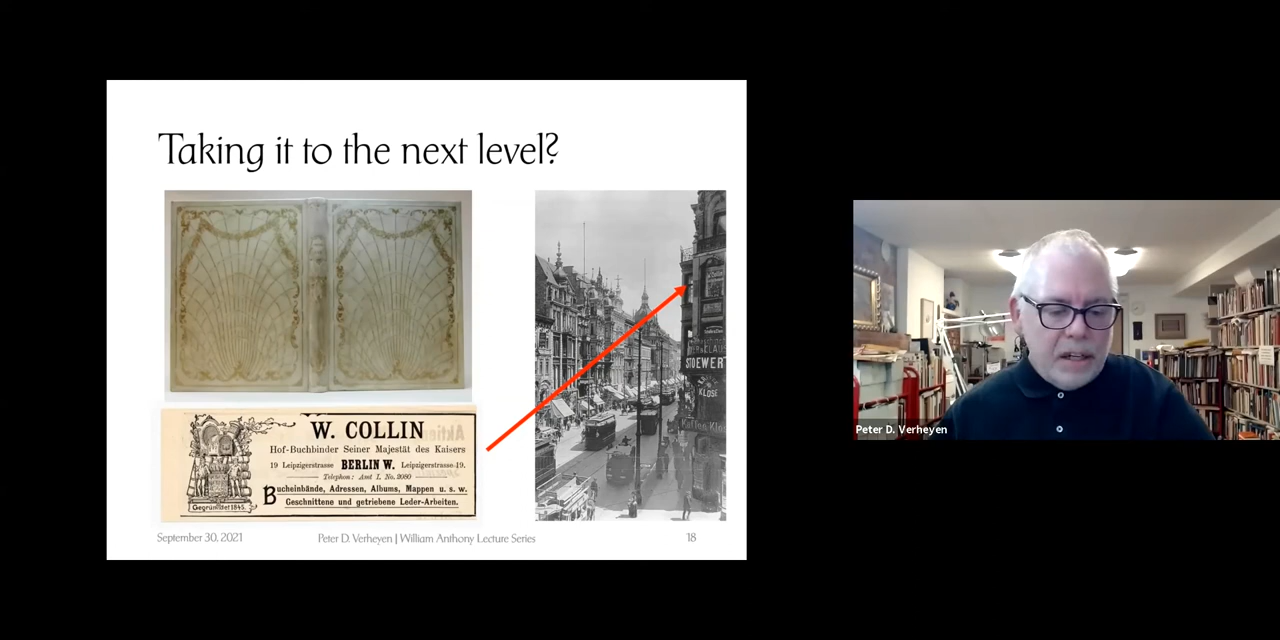 Taking it to the next level?
W. COLLIN
Hof-Buchbinder Seiner Majestät des Kaisers
19 Leipzigerstrasse BERLIN W. Leipzigerstrasse 19.
Telephon: Amt I, No. 2080
Bucheinbände, Adressen, Albums, Mappen u. s. w.
Geschnittene und getriebene Leder-Arbeiten.
Gegründet 1845.
STOEWER
KLOSE
September 30, 2021
Peter D. Verheyen | William Anthony Lecture Series
18
Peter D. Verheyen